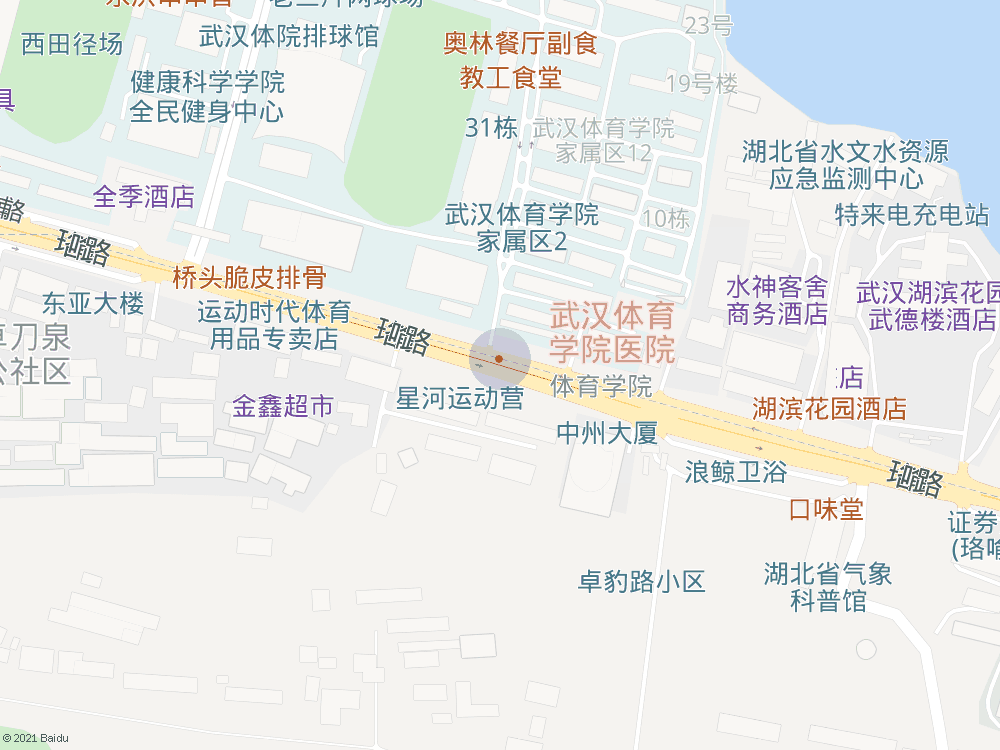 23号
西田径场
武汉体院排球馆
奥林餐厅副食
教工食堂
19号楼
健康科学学院
全民健身中心
具
31栋
武汉体育学院
家属区12
湖北省水文水资源
应急监测中心
全季酒店
武汉体育学院
家属区2
10栋
特来电充电站
珞喻路
桥头脆皮排骨
东亚大楼
运动时代体育
用品专卖店
水神客舍
商务酒店
武汉湖滨花园
武德楼酒店
武汉体育
学院医院
珞喻路
草刀泉
公社区
体育学院
店
星河运动营
金鑫超市
湖滨花园酒店
中州大厦
浪鲸卫浴
珞喻路
口味堂
证券
(珞喻
卓豹路小区
湖北省气象
科普馆
© 2021 Baidu